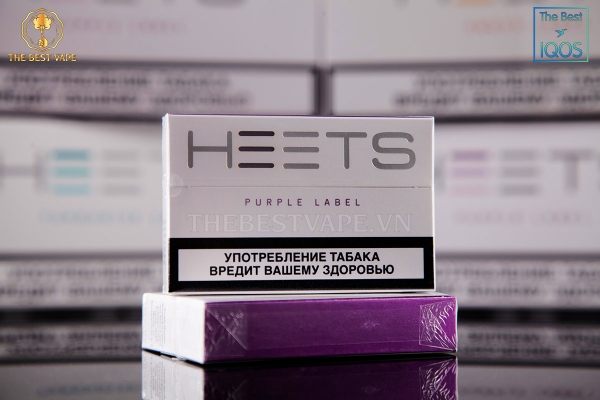 THE BEST VAPE
The Best
IQOS
HEETS
PURPLE LABEL
THEBESTVAPE.VN
УПОТРЕБЛЕНИЕ ТАБАКА
ВРЕДИТ ВАШЕМУ ЗДОРОВЬЮ